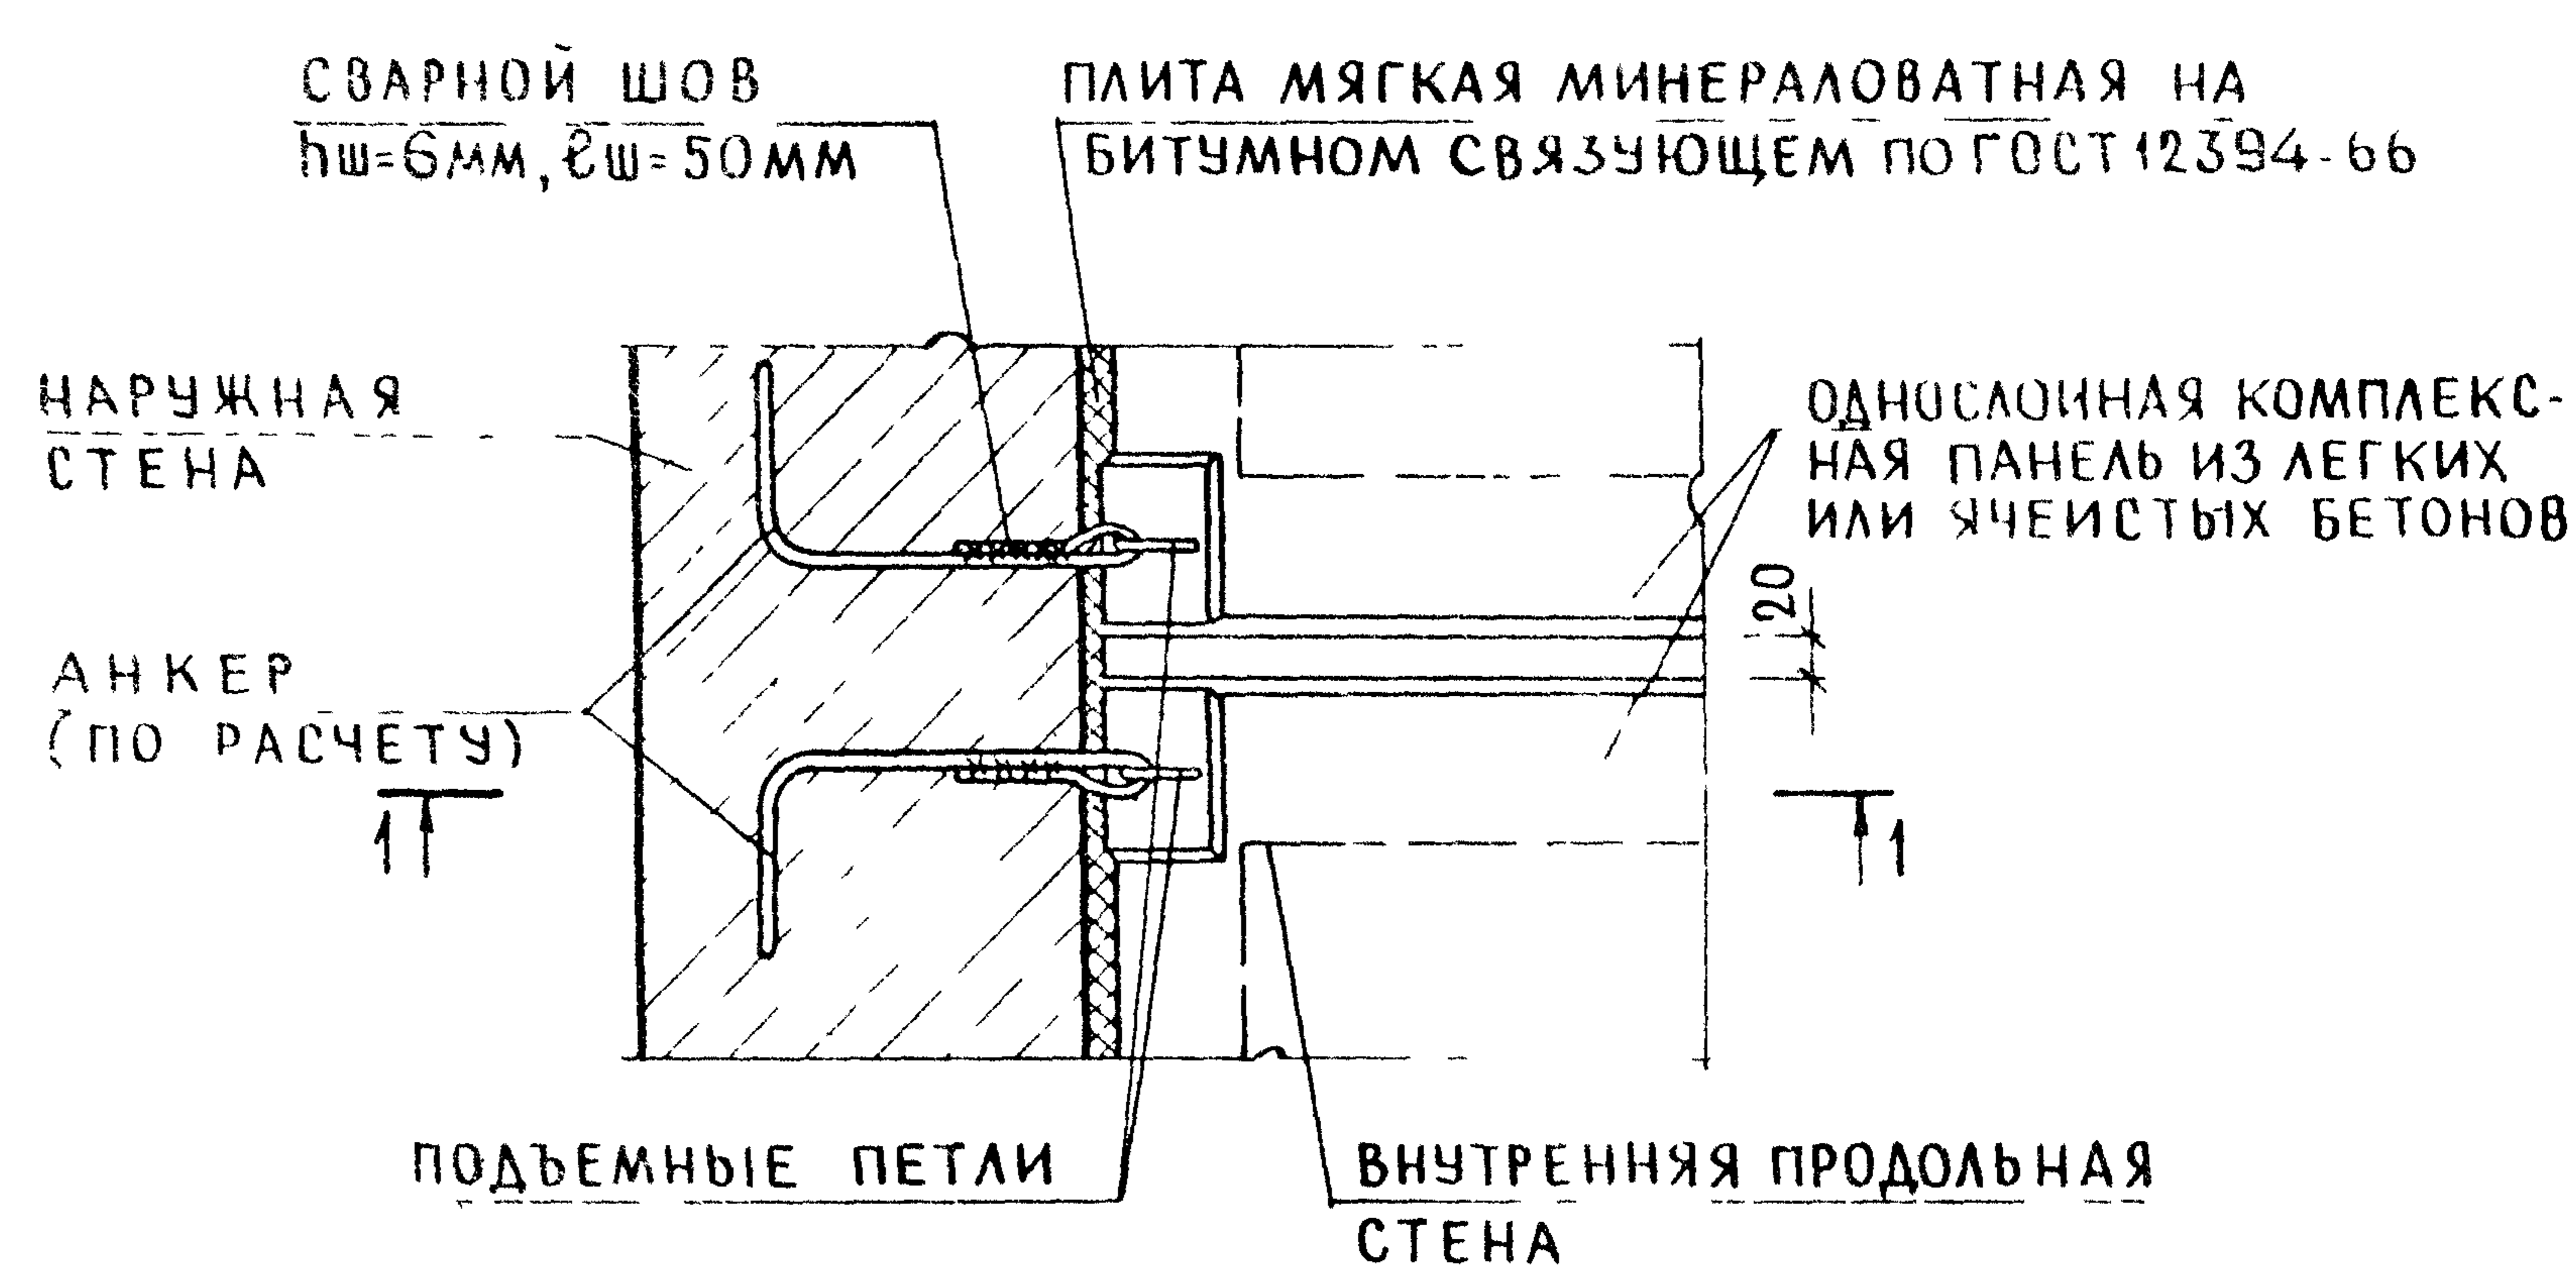 СВАРНОЙ ШОВ
hш=6мм, ℓш=50мм
ПЛИТА МЯГКАЯ МИНЕРАЛОВАТНАЯ НА
БИТУМНОМ СВЯЗУЮЩЕМ ПО ГОСТ 12394-66
НАРУЖНАЯ
СТЕНА
ОДНОСЛОЙНАЯ КОМПЛЕКС-
НАЯ ПАНЕЛЬ ИЗ ЛЕГКИХ
ИЛИ ЯЧЕИСТЫХ БЕТОНОВ
20
АНКЕР
(ПО РАСЧЕТУ)
1
1
ПОДЪЕМНЫЕ ПЕТЛИ
ВНУТРЕННЯЯ ПРОДОЛЬНАЯ
СТЕНА